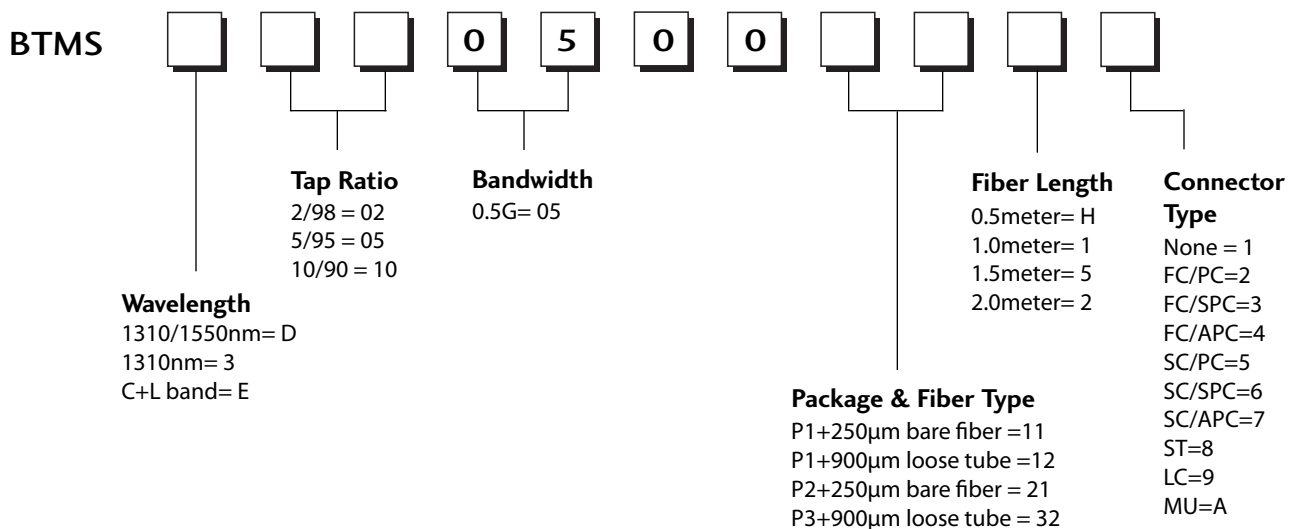 BTMS 0 5 0 0
Tap Ratio
2/98 = 02
5/95 = 05
10/90 = 10
Bandwidth
0.5G= 05
Fiber Length
0.5meter= H
1.0meter= 1
1.5meter= 5
2.0meter= 2
Connector
Type
None = 1
FC/PC=2
FC/SPC=3
FC/APC=4
SC/PC=5
SC/SPC=6
SC/APC=7
ST=8
LC=9
MU=A
Wavelength
1310/1550nm= D
1310nm= 3
C+L band= E
Package & Fiber Type
P1+250μm bare fiber =11
P1+900μm loose tube =12
P2+250μm bare fiber = 21
P3+900μm loose tube = 32